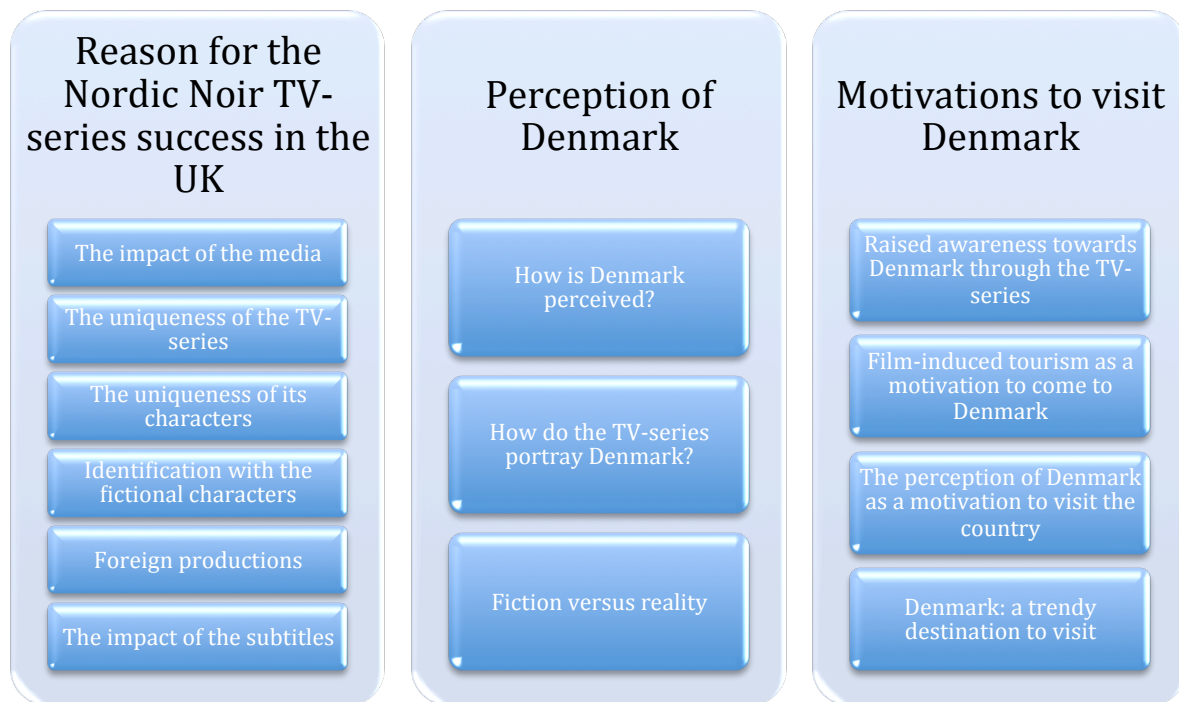 Reason for the
Nordic Noir TV-
series success in the
UK
The impact of the media
The uniqueness of the TV-
series
The uniqueness of its
characters
Identification with the
fictional characters
Foreign productions
The impact of the subtitles
Perception of
Denmark
How is Denmark
perceived?
How do the TV-series
portray Denmark?
Fiction versus reality
Motivations to visit
Denmark
Raised awareness towards
Denmark through the TV-
series
Film-induced tourism as a
motivation to come to
Denmark
The perception of Denmark
as a motivation to visit the
country
Denmark: a trendy
destination to visit